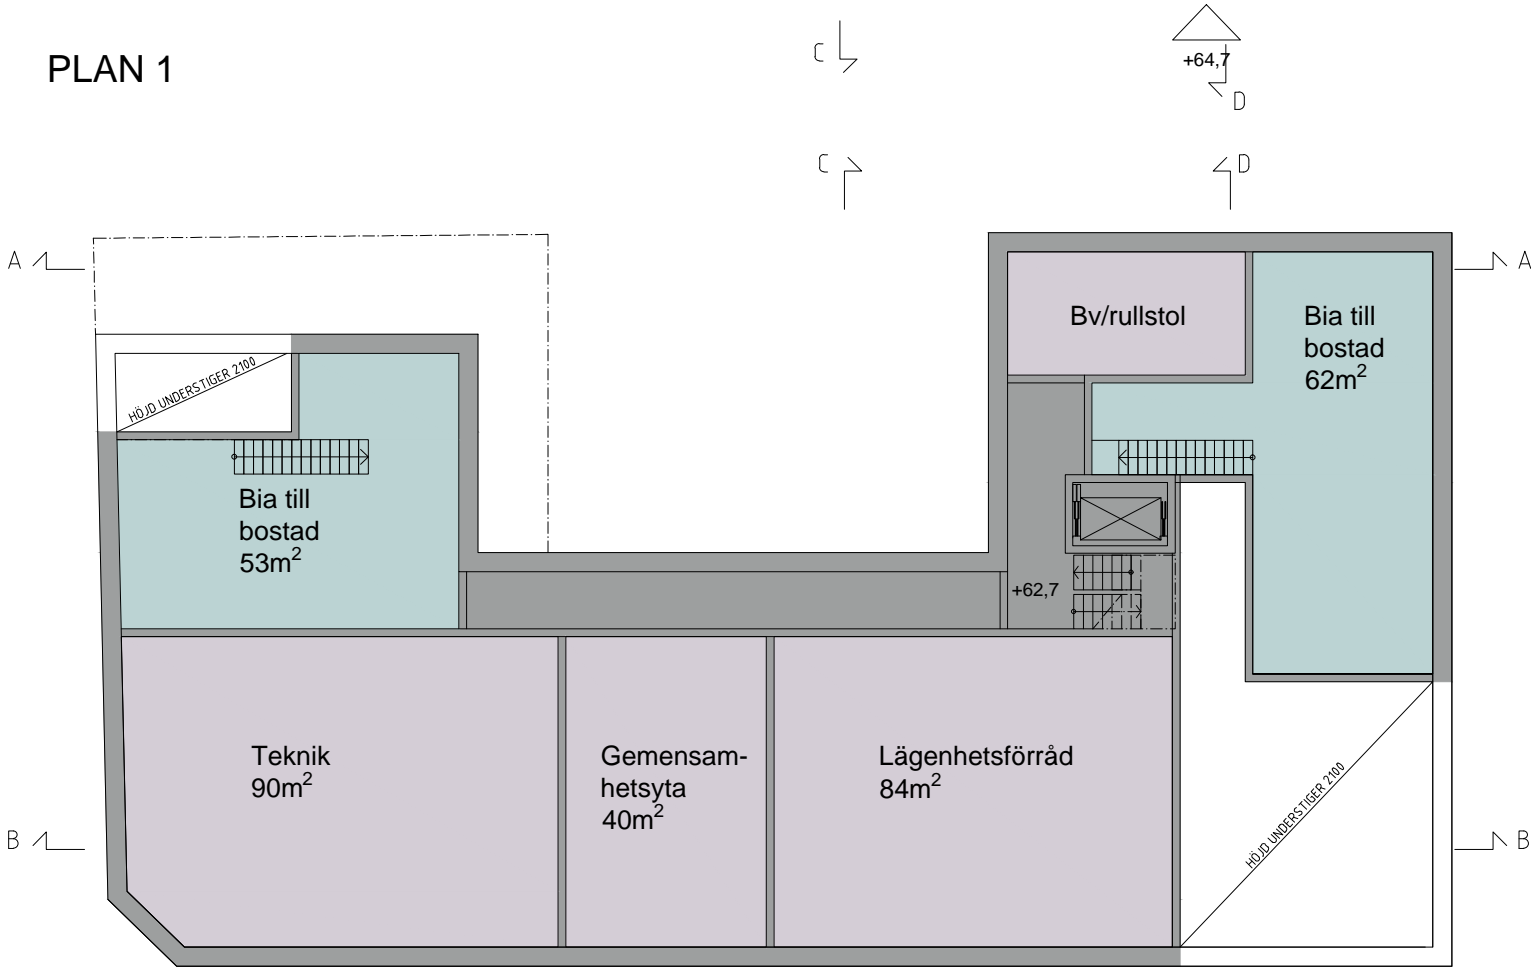 PLAN 1
C
+64,7
D
C
D
A
A
Bv/rullstol
Bia till
bostad
62m²
HÖJD UNDERSTIGER 2100
Bia till
bostad
53m²
+62,7
Teknik
90m²
Gemensam-
hetsyta
40m²
Lägenhetsförråd
84m²
HÖJD UNDERSTIGER 2100
B
B